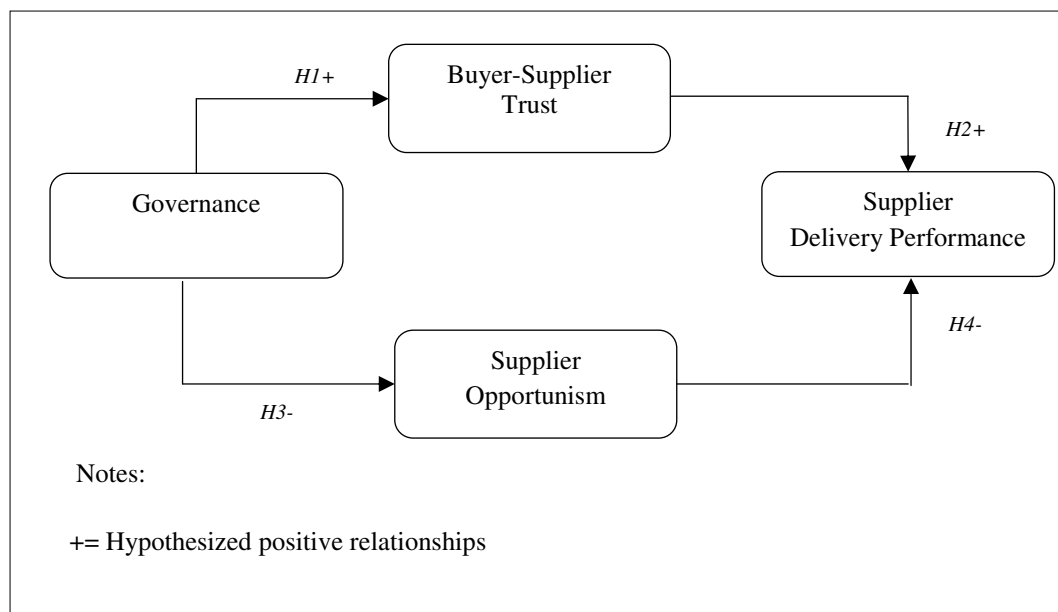 H1+
Buyer-Supplier
Trust
H2+
Governance
Supplier
Delivery Performance
H4-
Supplier
Opportunism
H3-
Notes:
+= Hypothesized positive relationships